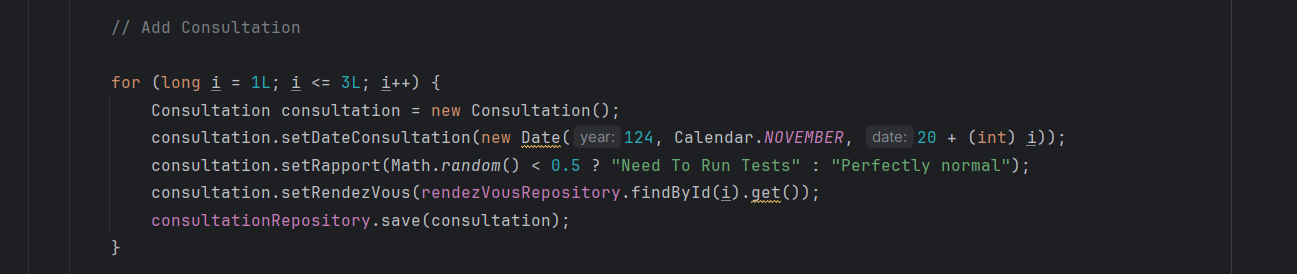 // Add Consultation
for (long i = 1L; i <= 3L; i++) {
Consultation consultation = new Consultation();
consultation.setDateConsultation(new Date( year: 124, Calendar.NOVEMBER, date: 20 + (int) i));
consultation.setRapport(Math.random() < 0.5 ? "Need To Run Tests" : "Perfectly normal");
consultation.setRendezVous(rendezVousRepository.findById(i).get());
consultationRepository.save(consultation);
}